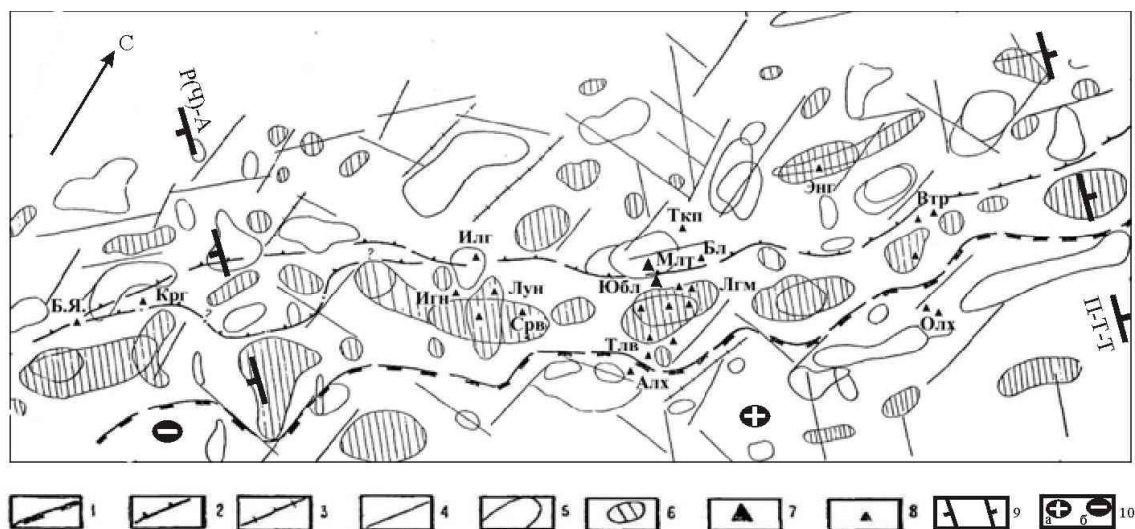 С
Р(Ч)-А
Энг
Втр
Ткп
Илг
Бл
Млт
Юбл
Лгм
Игн
Лун
Крг
Б.Я.
Срв
Олх
П-Т-Т
Тлв
Алх
1 2 3 4 5 6 7 8 9 а б 10